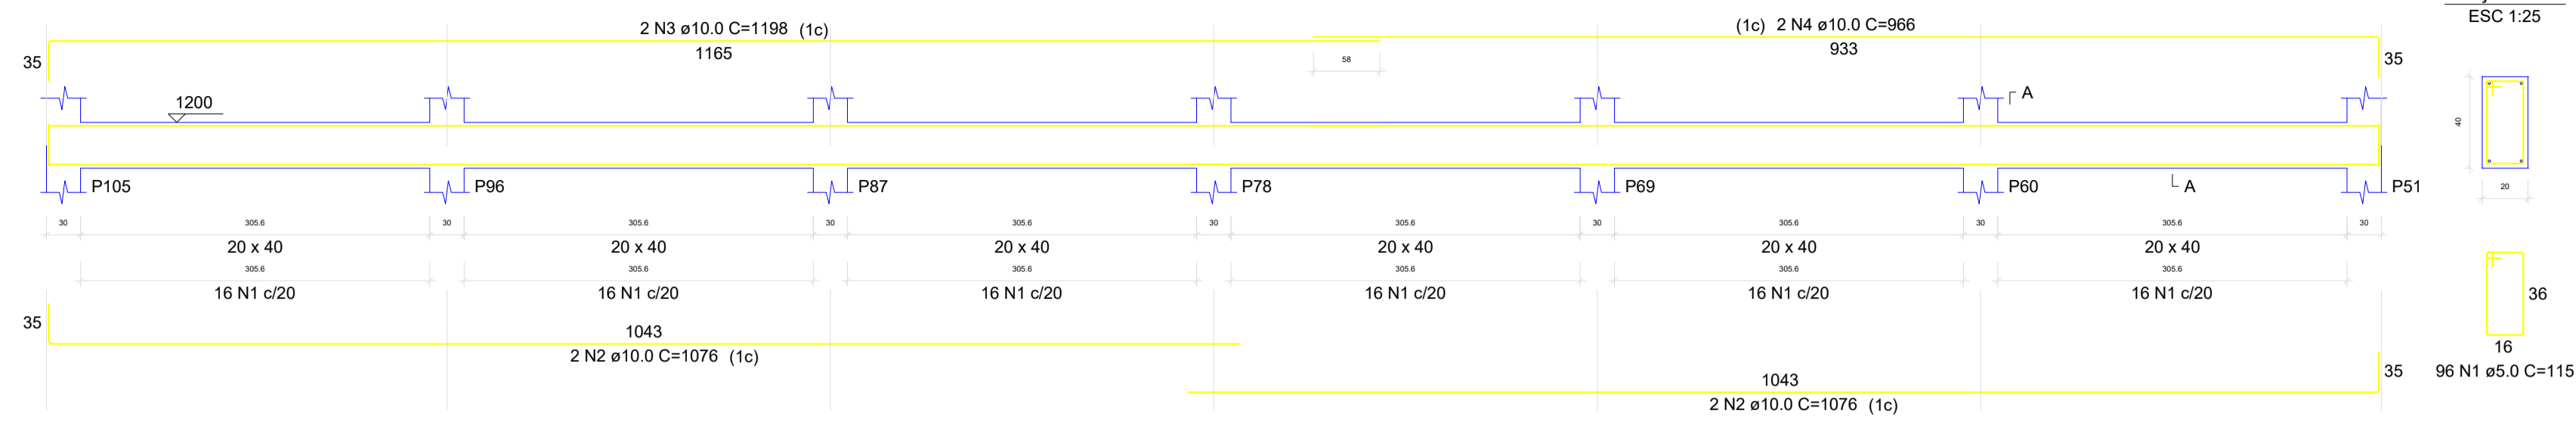 2 N3 ø10.0 C=1198 (1c)
1165
35
(1c) 2 N4 ø10.0 C=966
933
35
58
ESC 1:25
1200
A
40
20
P105 P96 P87 P78 P69 P60 A P51
30 305.6 30 305.6 30 305.6 30 305.6 30 305.6 30 305.6 30
20 x 40 20 x 40 20 x 40 20 x 40 20 x 40 20 x 40
305.6 305.6 305.6 305.6 305.6 305.6
16 N1 c/20 16 N1 c/20 16 N1 c/20 16 N1 c/20 16 N1 c/20 16 N1 c/20
35
1043
2 N2 ø10.0 C=1076 (1c)
1043
35
2 N2 ø10.0 C=1076 (1c)
36
16
96 N1 ø5.0 C=115